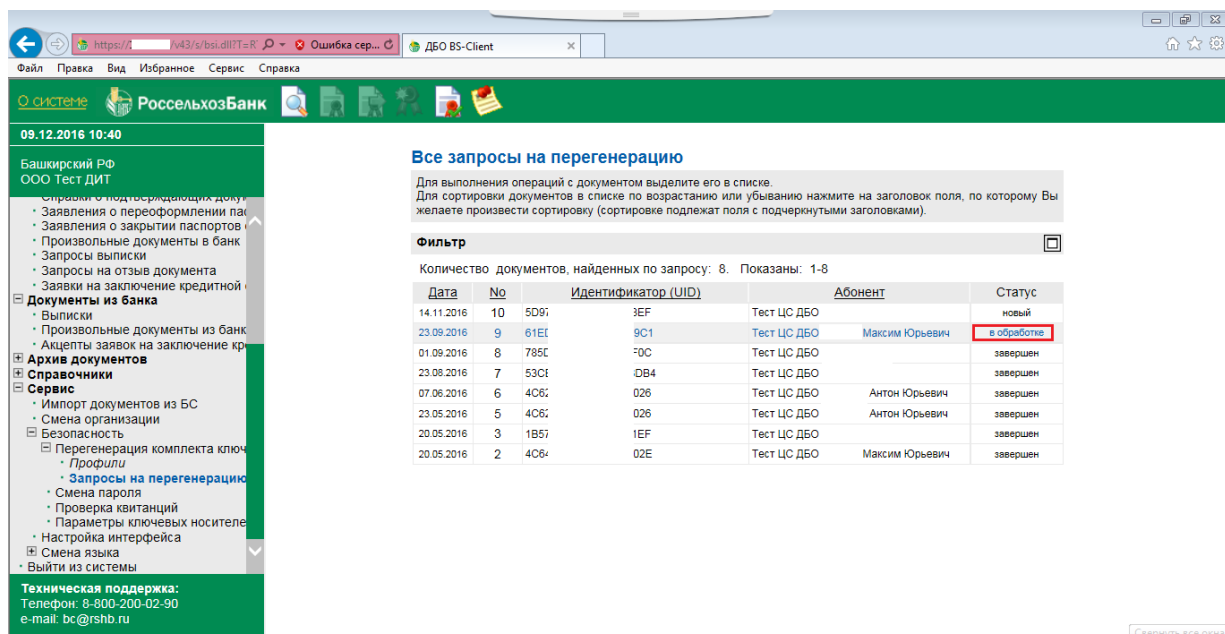 https:// /v43/s/bsi.dll?T=R Ошибка сер... ДБО BS-Client
Файл Правка Вид Избранное Сервис Справка
О системе РоссельхозБанк
09.12.2016 10:40
Башкирский РФ
ООО Тест ДИТ
Заявления о переоформлении пас
Заявления о закрытии паспортов
Произвольные документы в банк
Запросы выписки
Запросы на отзыв документа
Заявки на заключение кредитной
Документы из банка
Выписки
Произвольные документы из банк
Акцепты заявок на заключение кре
Архив документов
Справочники
Сервис
Импорт документов из БС
Смена организации
Безопасность
Перегенерация комплекта ключ
Профили
Запросы на перегенерацию
Смена пароля
Проверка квитанций
Параметры ключевых носителе
Настройка интерфейса
Смена языка
Выйти из системы
Техническая поддержка:
Телефон: 8-800-200-02-90
e-mail: bc@rshb.ru
Все запросы на перегенерацию
Для выполнения операций с документом выделите его в списке.
Для сортировки документов в списке по возрастанию или убыванию нажмите на заголовок поля, по которому Вы
желаете произвести сортировку (сортировке подлежат поля с подчеркнутыми заголовками).
Фильтр
Количество документов, найденных по запросу: 8. Показаны: 1-8
Дата No Идентификатор (UID) Абонент Статус
14.11.2016 10 5D97 3EF Тест ЦС ДБО новый
23.09.2016 9 61E 9C1 Тест ЦС ДБО Максим Юрьевич в обработке
01.09.2016 8 785 F0C Тест ЦС ДБО завершен
23.08.2016 7 53C DB4 Тест ЦС ДБО завершен
07.06.2016 6 4C62 026 Тест ЦС ДБО Антон Юрьевич завершен
23.05.2016 5 4C62 026 Тест ЦС ДБО Антон Юрьевич завершен
20.05.2016 3 1B57 1EF Тест ЦС ДБО завершен
20.05.2016 2 4C64 02E Тест ЦС ДБО Максим Юрьевич завершен